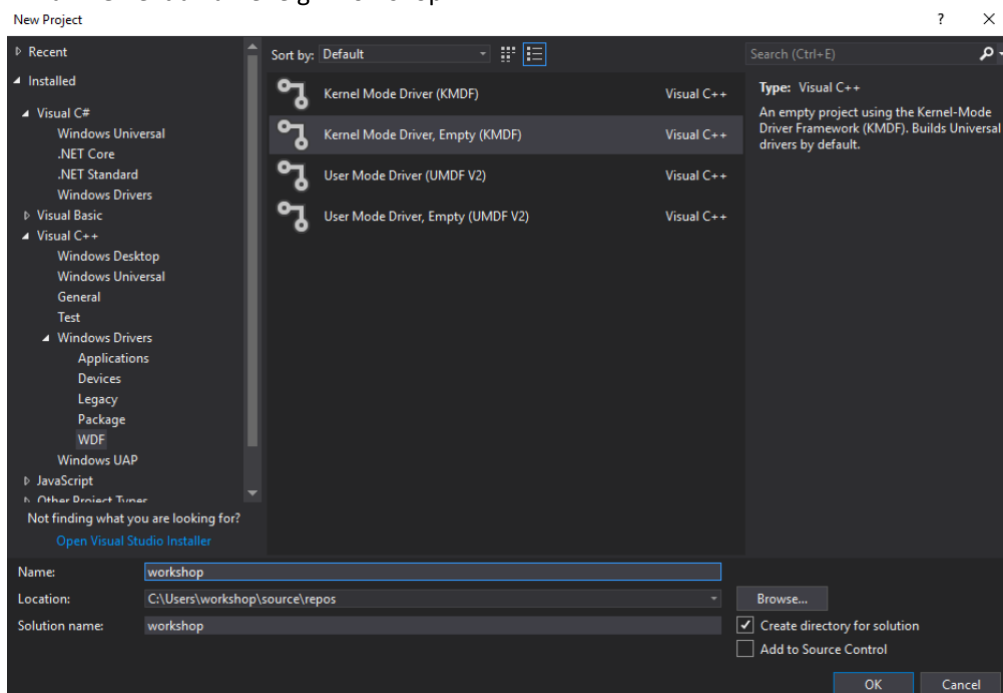 New Project
?
Recent
Installed
Visual C#
Windows Universal
.NET Core
.NET Standard
Windows Drivers
Visual Basic
Visual C++
Windows Desktop
Windows Universal
General
Test
Windows Drivers
Applications
Devices
Legacy
Package
WDF
Windows UAP
JavaScript
Not finding what you are looking for?
Open Visual Studio Installer
Sort by: Default
Kernel Mode Driver (KMDF) Visual C++
Kernel Mode Driver, Empty (KMDF) Visual C++
User Mode Driver (UMDF V2) Visual C++
User Mode Driver, Empty (UMDF V2) Visual C++
Search (Ctrl+E)
Type: Visual C++
An empty project using the Kernel-Mode
Driver Framework (KMDF). Builds Universal
drivers by default.
Name: workshop
Location: C:\Users\workshop\source\repos
Browse...
Solution name: workshop
Create directory for solution
Add to Source Control
OK Cancel